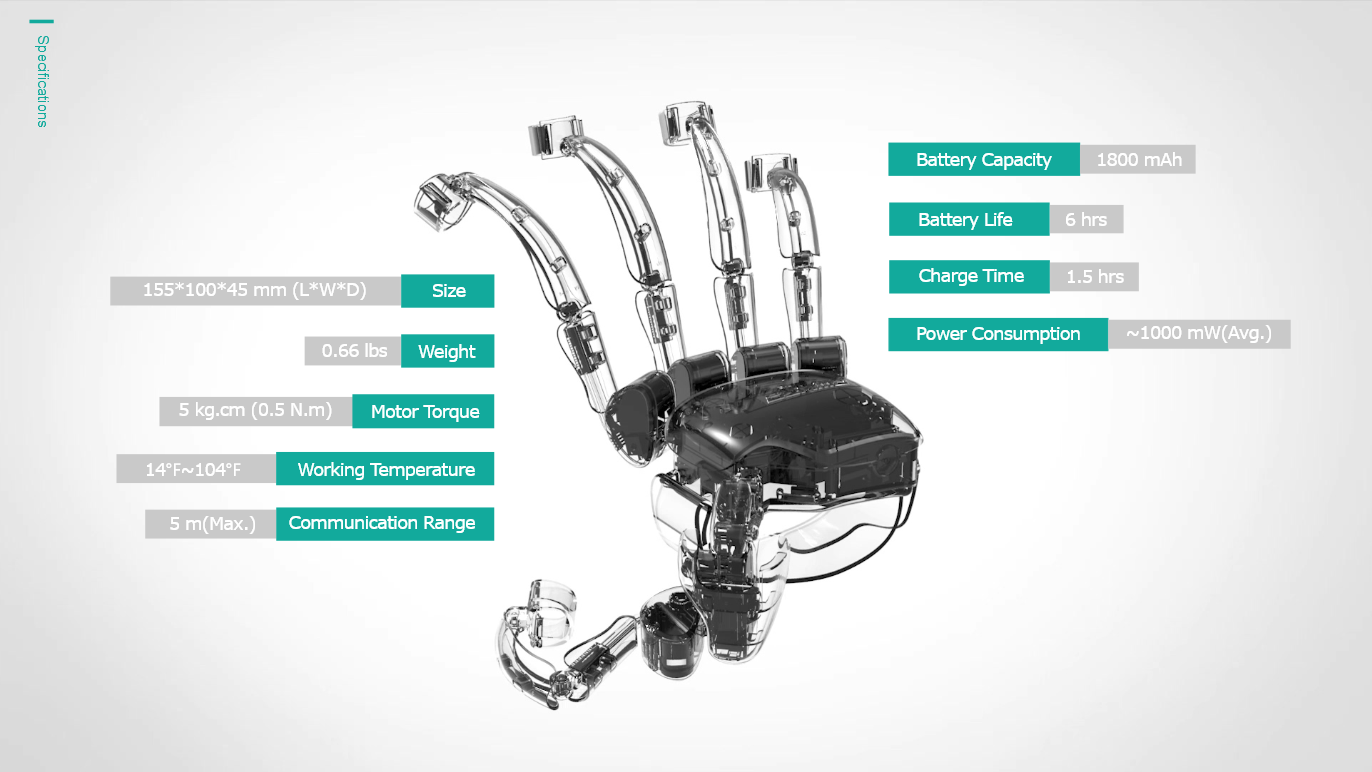 Specifications
155*100*45 mm (L*W*D) Size
0.66 lbs Weight
5 kg.cm (0.5 N.m) Motor Torque
14°F~104°F Working Temperature
5 m(Max.) Communication Range
Battery Capacity 1800 mAh
Battery Life 6 hrs
Charge Time 1.5 hrs
Power Consumption ~1000 mW(Avg.)